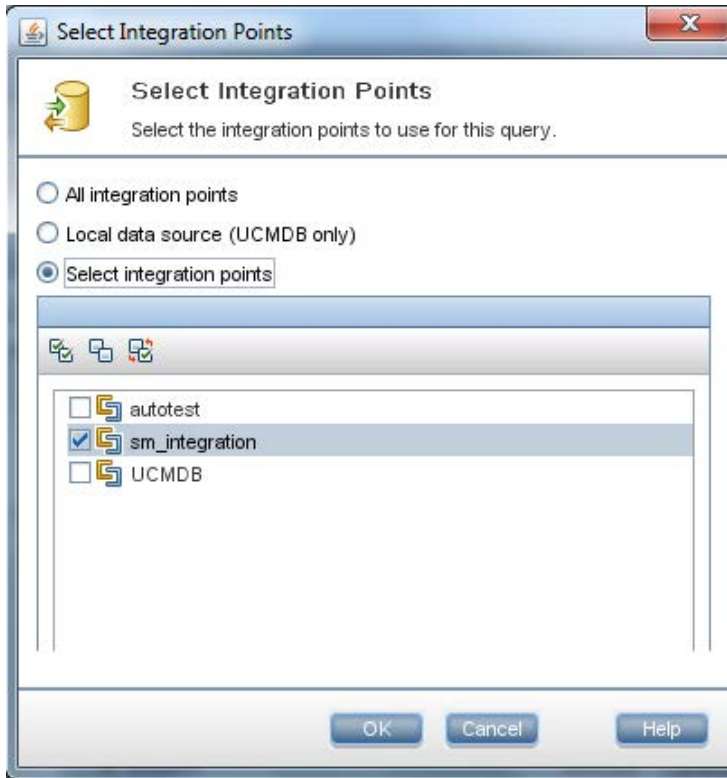 Select Integration Points
Select Integration Points
Select the integration points to use for this query.
All integration points
Local data source (UCMDB only)
Select integration points
autotest
sm_integration
UCMDB
OK Cancel Help